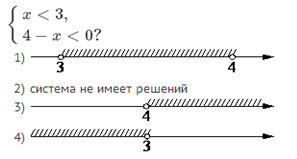 { x < 3,
4 − x < 0?
1) 3 4
2) система не имеет решений
3) 4
4) 3